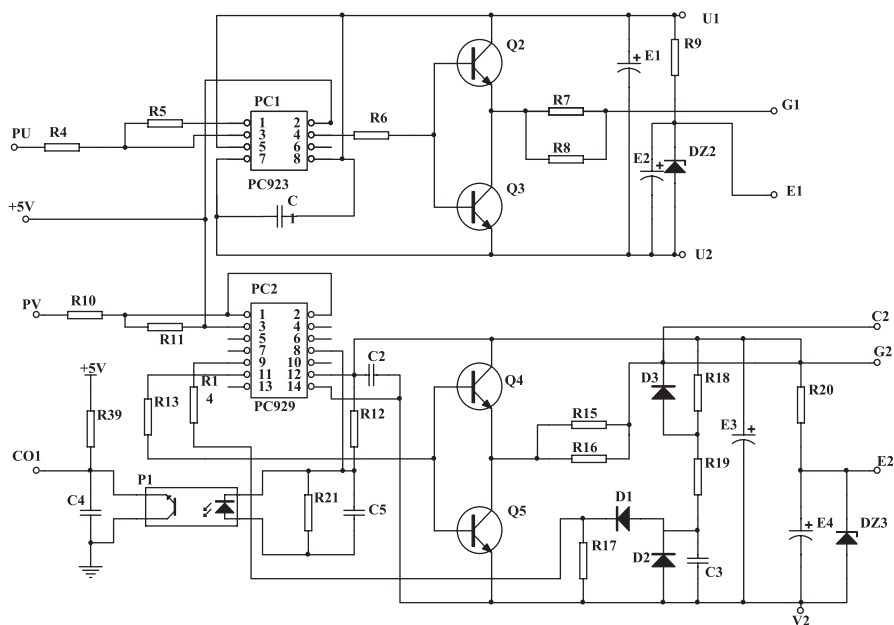 U1
Q2
E1
R9
PC1
R5
1 2
R7
G1
PU
R4
3 4
R6
5 6
R8
7 8
E2
DZ2
PC923
Q3
C
1
E1
+5V
U2
PV
R10
PC2
1 2
C2
3 4
R11
5 6
7 8
C2
G2
9 10
+5V
R1
4
11 12
D3
R18
13 14
Q4
R20
R13
PC929
R12
R39
R15
E3
R16
CO1
P1
R19
E2
C4
R21
C5
D1
Q5
E4
DZ3
R17
D2
C3
V2